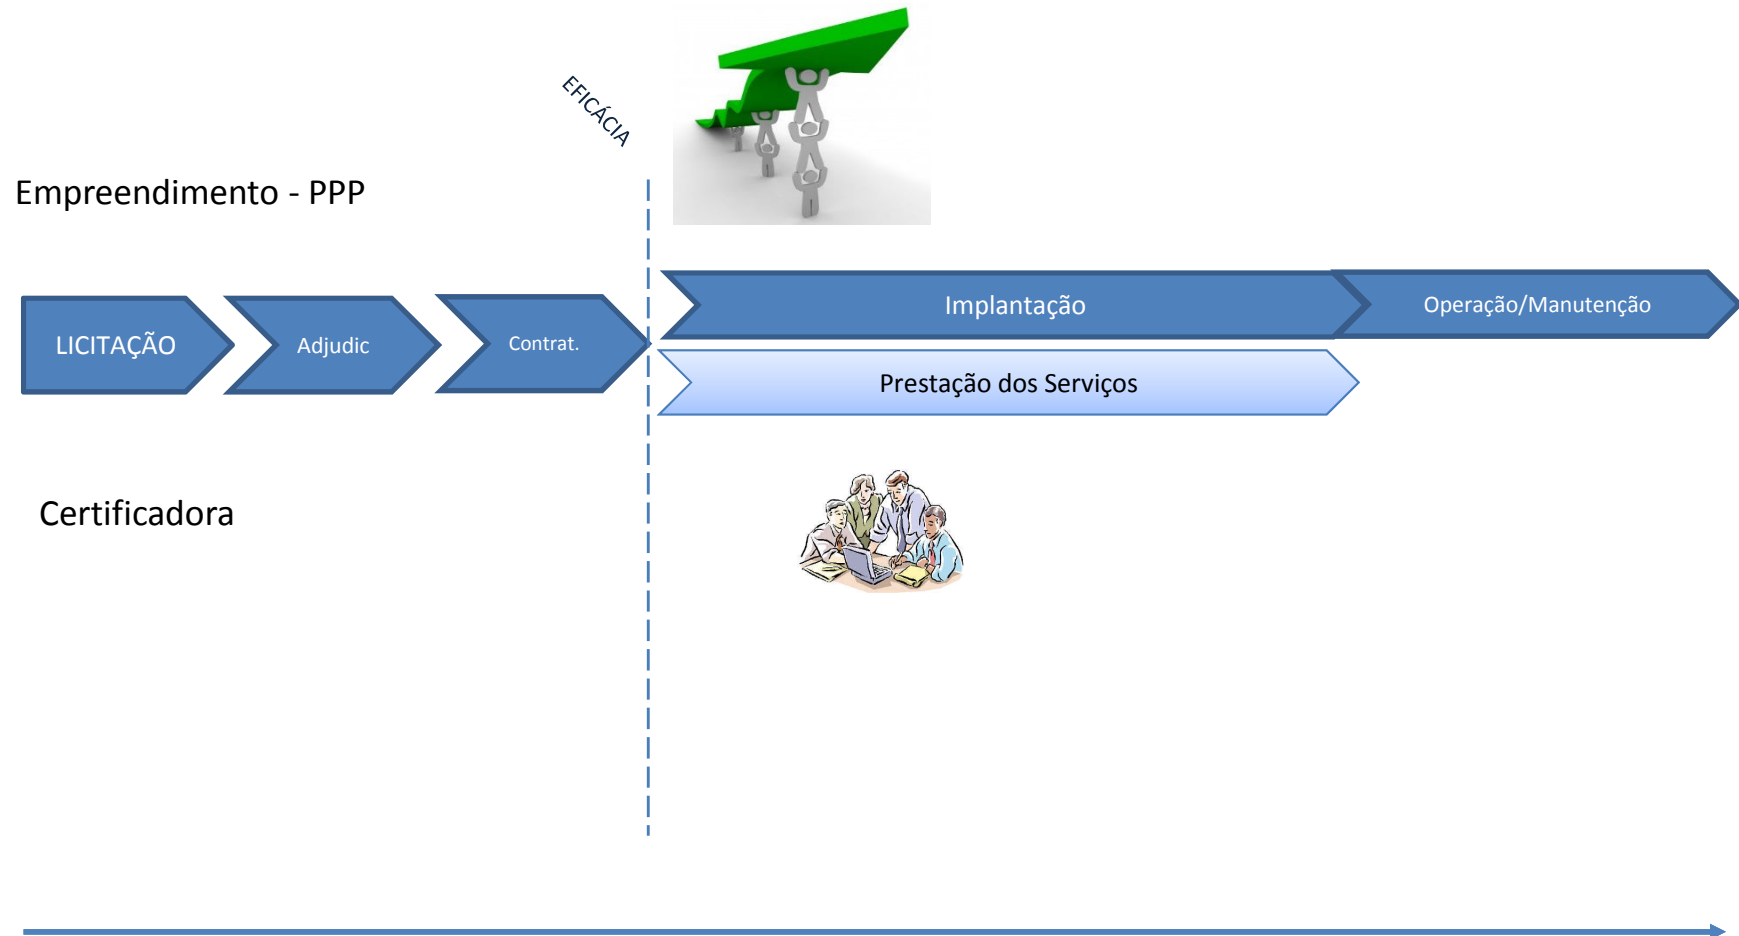 EFICÁCIA
Empreendimento - PPP
LICITAÇÃO
Adjudic
Contrat.
Implantação
Operação/Manutenção
Prestação dos Serviços
Certificadora